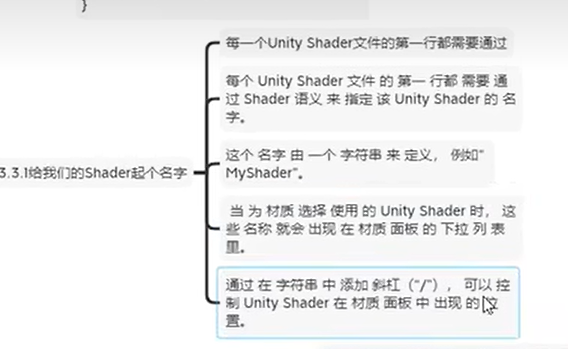 }
每一个Unity Shader文件的第一行都需要通过
每个 Unity Shader 文件 的 第一 行都 需要 通
过 Shader 语义 来 指定 该 Unity Shader 的 名
字。
3.3.1给我们的Shader起个名字
这个 名字 由 一个 字符串 来 定义， 例如“
MyShader”。
当 为 材质 选择 使用 的 Unity Shader 时， 这
些 名称 就会 出现 在 材质 面板 的 下拉 列 表
里。
通过 在 字符串 中 添加 斜杠（“/”）， 可以 控
制 Unity Shader 在 材质 面板 中 出现 的 位
置。